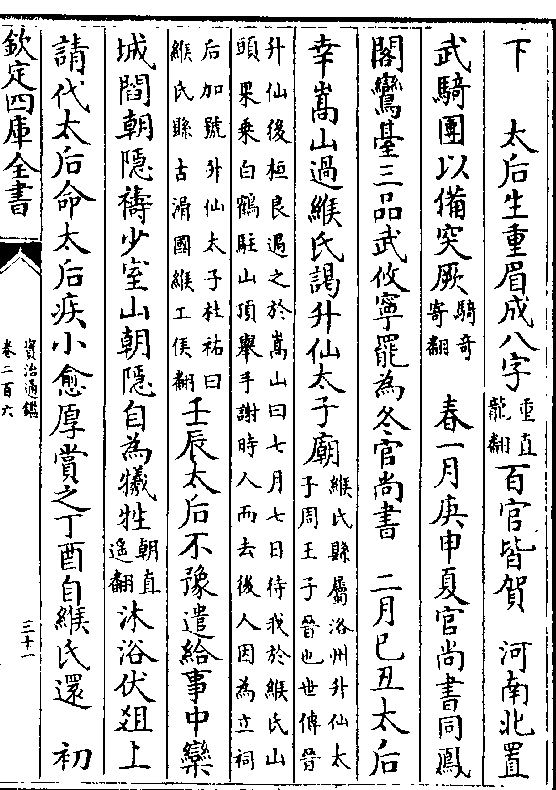 下　太后生重眉成八字重直龍翻百官皆賀　河南北置
武騎團以備突厥騎奇寄翻　春一月庚申夏官尚書同鳳
閣鸞臺三品武攸寧罷為冬官尚書　二月己丑太后
幸嵩山過緱氏謁升仙太子廟緱氏縣屬洛州升仙太子周王子晉也世傳晉
升仙後桓良遇之於嵩山曰七月七日待我於緱氏山頭果乘白鶴駐山頂舉手謝時人而去後人因為立祠
后加號升仙太子杜祐曰緱氏縣古滑國緱工侯翻壬辰太后不豫遣給事中欒
城閻朝隱禱少室山朝隱自為犧牲朝直遥翻沐浴伏俎上
請代太后命太后疾小愈厚賞之丁酉自緱氏還　初
欽定四庫全書
資治通鑑
卷二百六
三十一